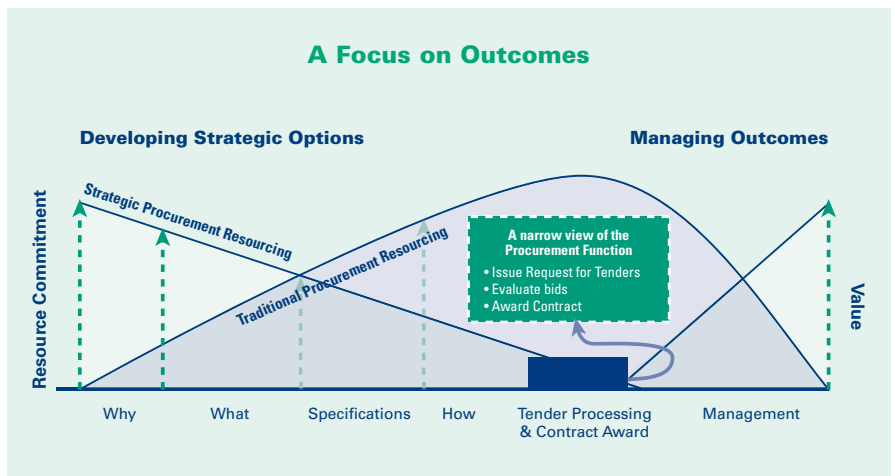 A Focus on Outcomes
Developing Strategic Options
Managing Outcomes
Resource Commitment
Strategic Procurement Resourcing
Traditional Procurement Resourcing
A narrow view of the
Procurement Function
• Issue Request for Tenders
• Evaluate bids
• Award Contract
Value
Why
What
Specifications
How
Tender Processing
& Contract Award
Management